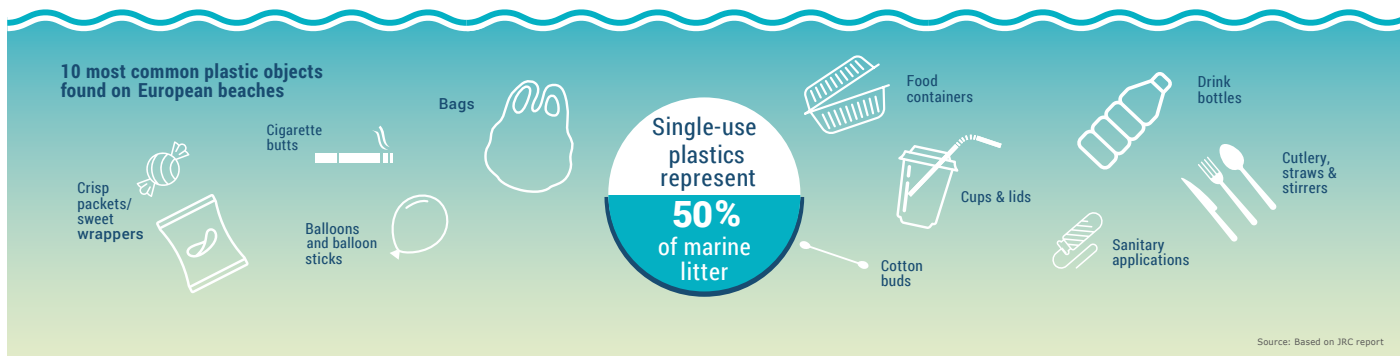 10 most common plastic objects
found on European beaches
Crisp
packets/
sweet
wrappers
Cigarette
butts
Balloons
and balloon
sticks
Bags
Single-use
plastics
represent
50%
of marine
litter
Food
containers
Cups & lids
Cotton
buds
Drink
bottles
Cutlery,
straws &
stirrers
Sanitary
applications
Source: Based on JRC report